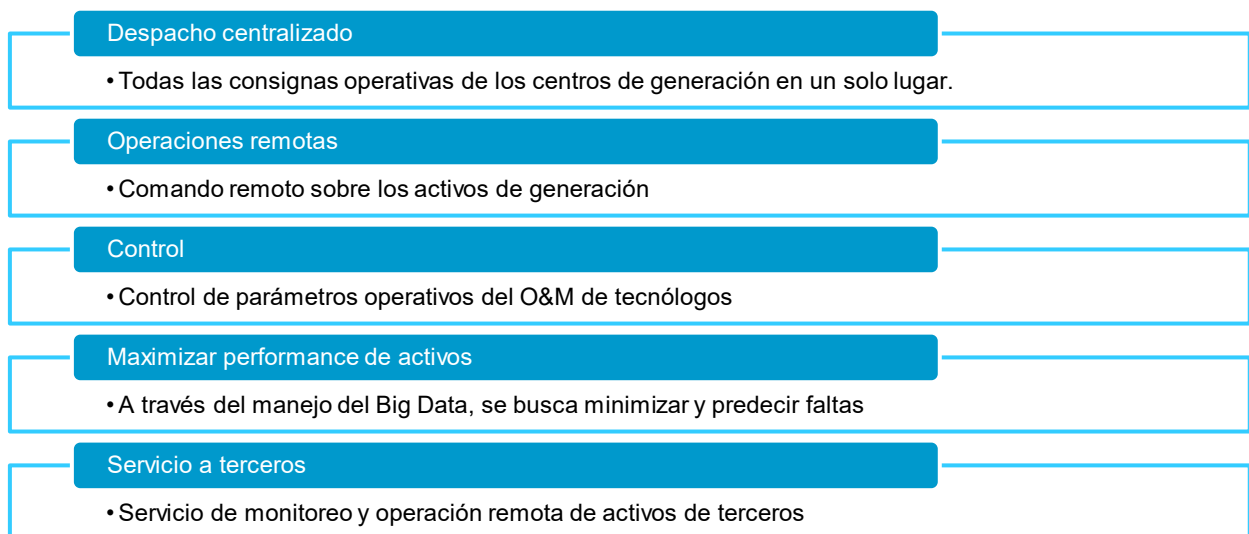 Despacho centralizado
• Todas las consignas operativas de los centros de generación en un solo lugar.
Operaciones remotas
• Comando remoto sobre los activos de generación
Control
• Control de parámetros operativos del O&M de tecnólogos
Maximizar performance de activos
• A través del manejo del Big Data, se busca minimizar y predecir faltas
Servicio a terceros
• Servicio de monitoreo y operación remota de activos de terceros